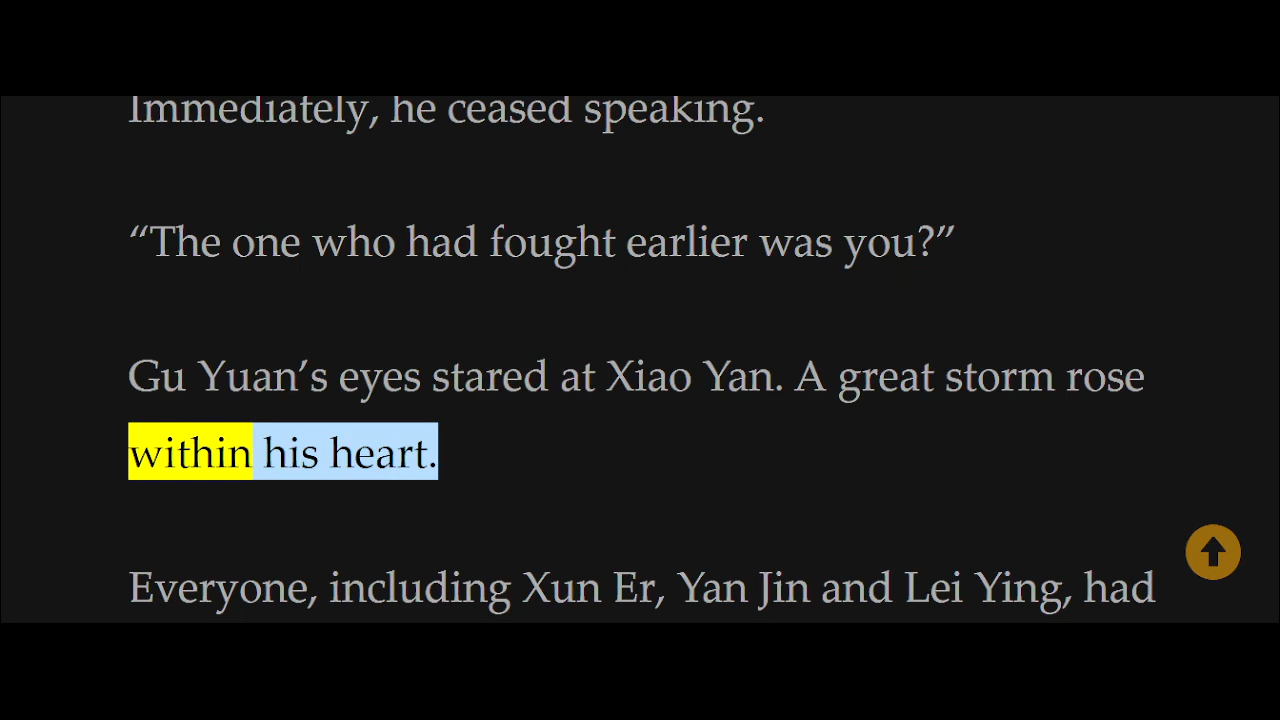 Immediately, he ceased speaking.
“The one who had fought earlier was you?”
Gu Yuan’s eyes stared at Xiao Yan. A great storm rose
within his heart.
Everyone, including Xun Er, Yan Jin and Lei Ying, had